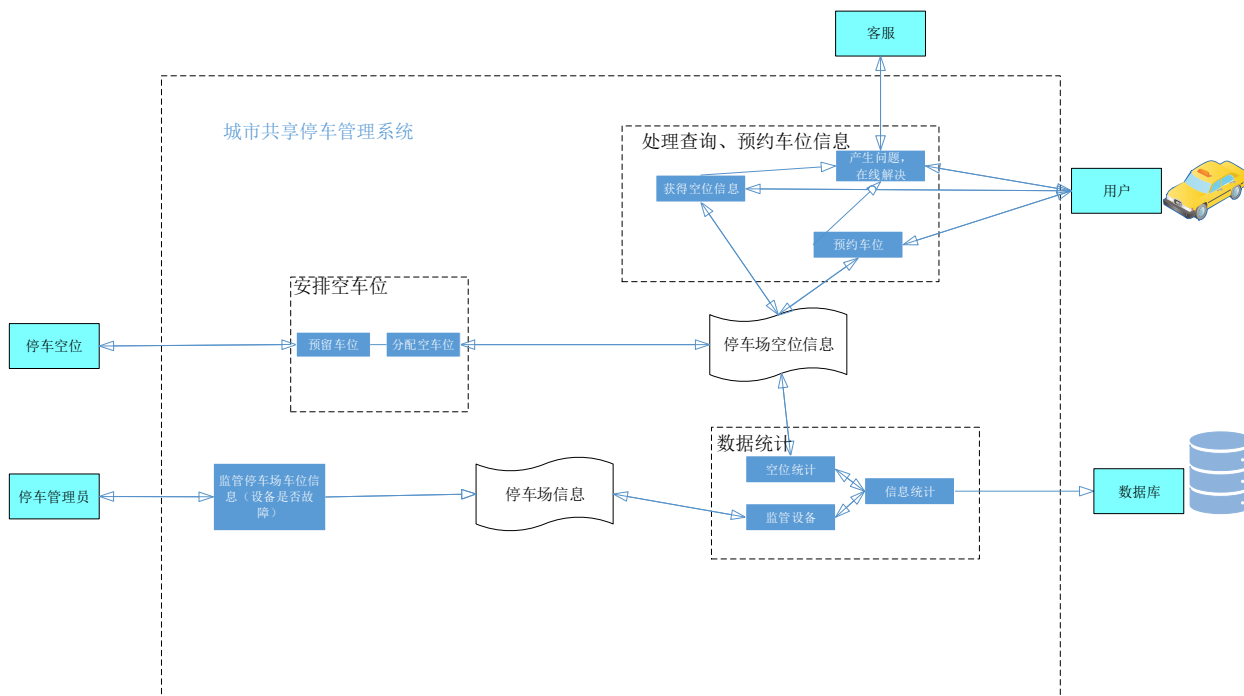 客服
城市共享停车管理系统
处理查询、预约车位信息
产生问题，
在线解决
获得空位信息
用户
预约车位
安排空车位
停车空位
预留车位
分配空车位
停车场空位信息
数据统计
空位统计
停车管理员
监管停车场车位信
息（设备是否故
障）
停车场信息
信息统计
数据库
监管设备